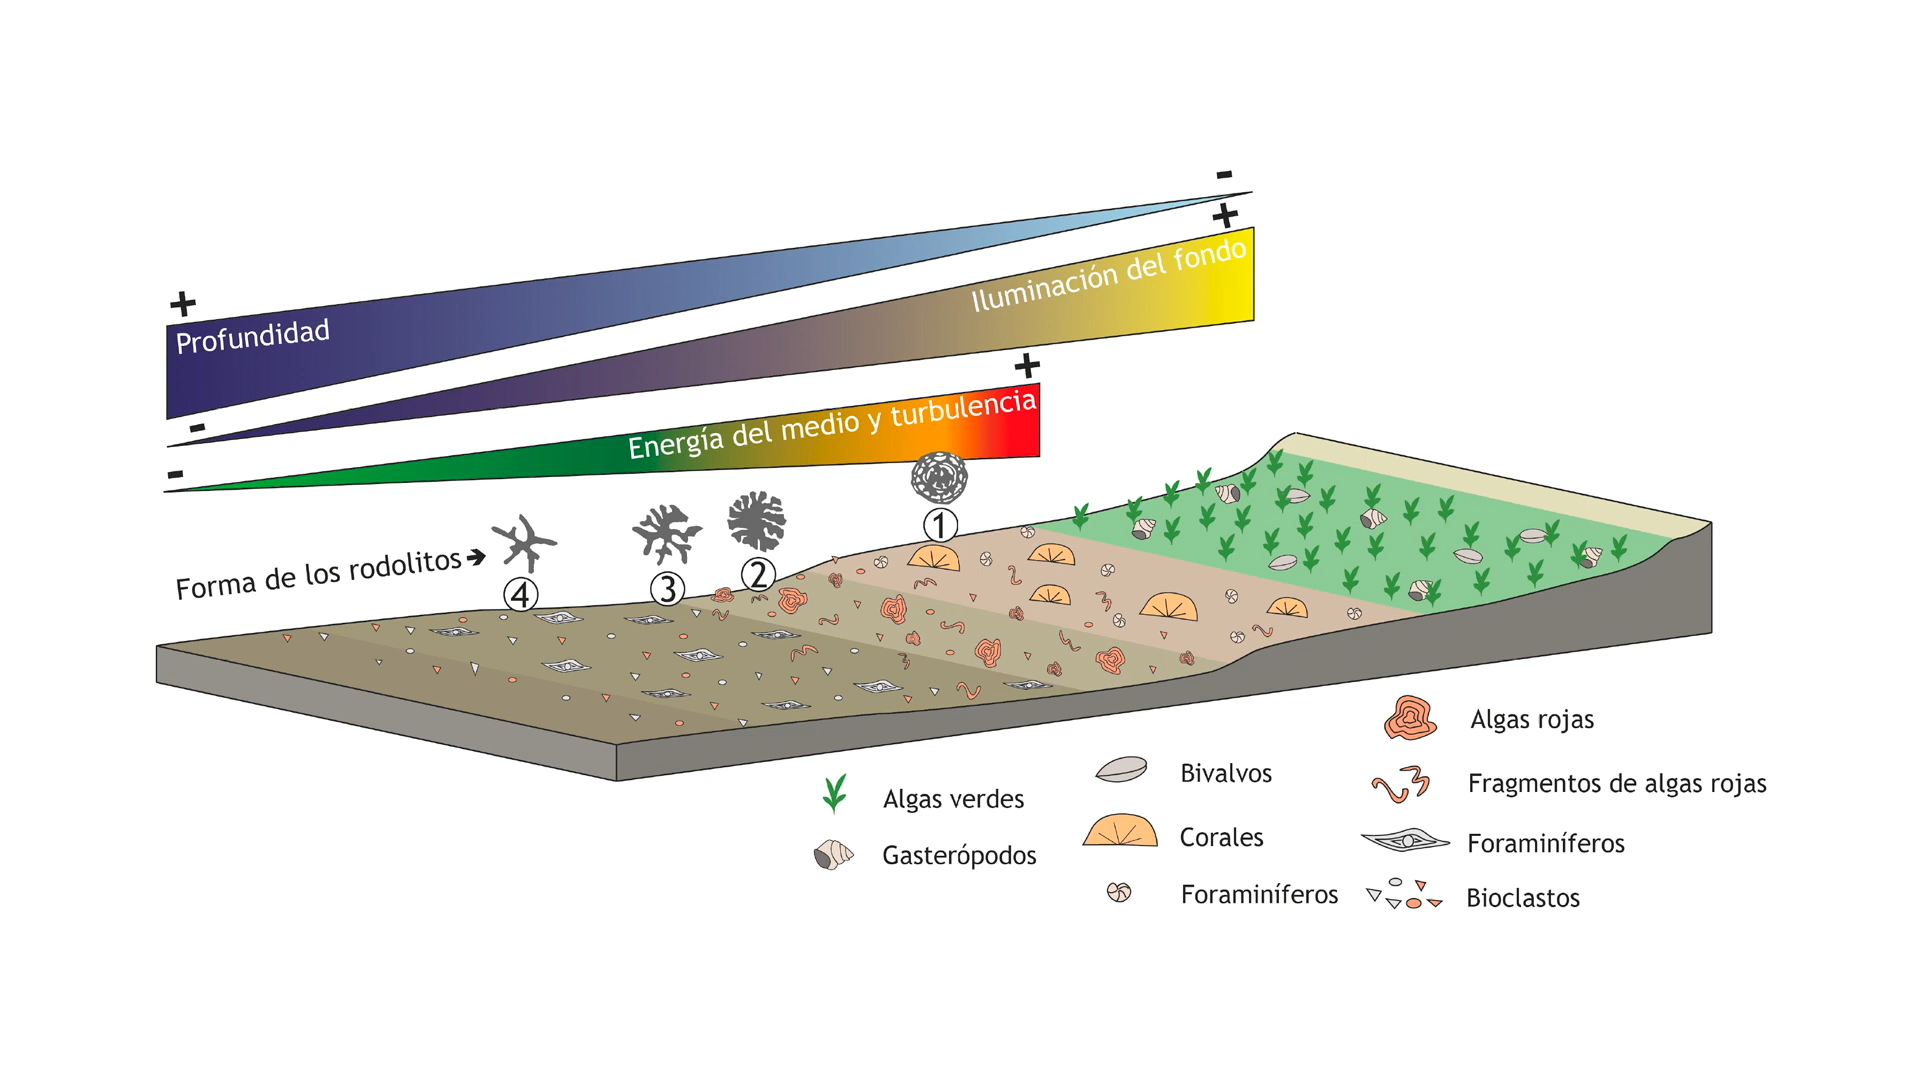 -
+
+
Profundidad
Iluminación del fondo
-
+
-
Energía del medio y turbulencia
Forma de los rodolitos➔
4
3
2
1
Algas verdes
Gasterópodos
Bivalvos
Corales
Foraminíferos
Algas rojas
Fragmentos de algas rojas
Foraminíferos
Bioclastos